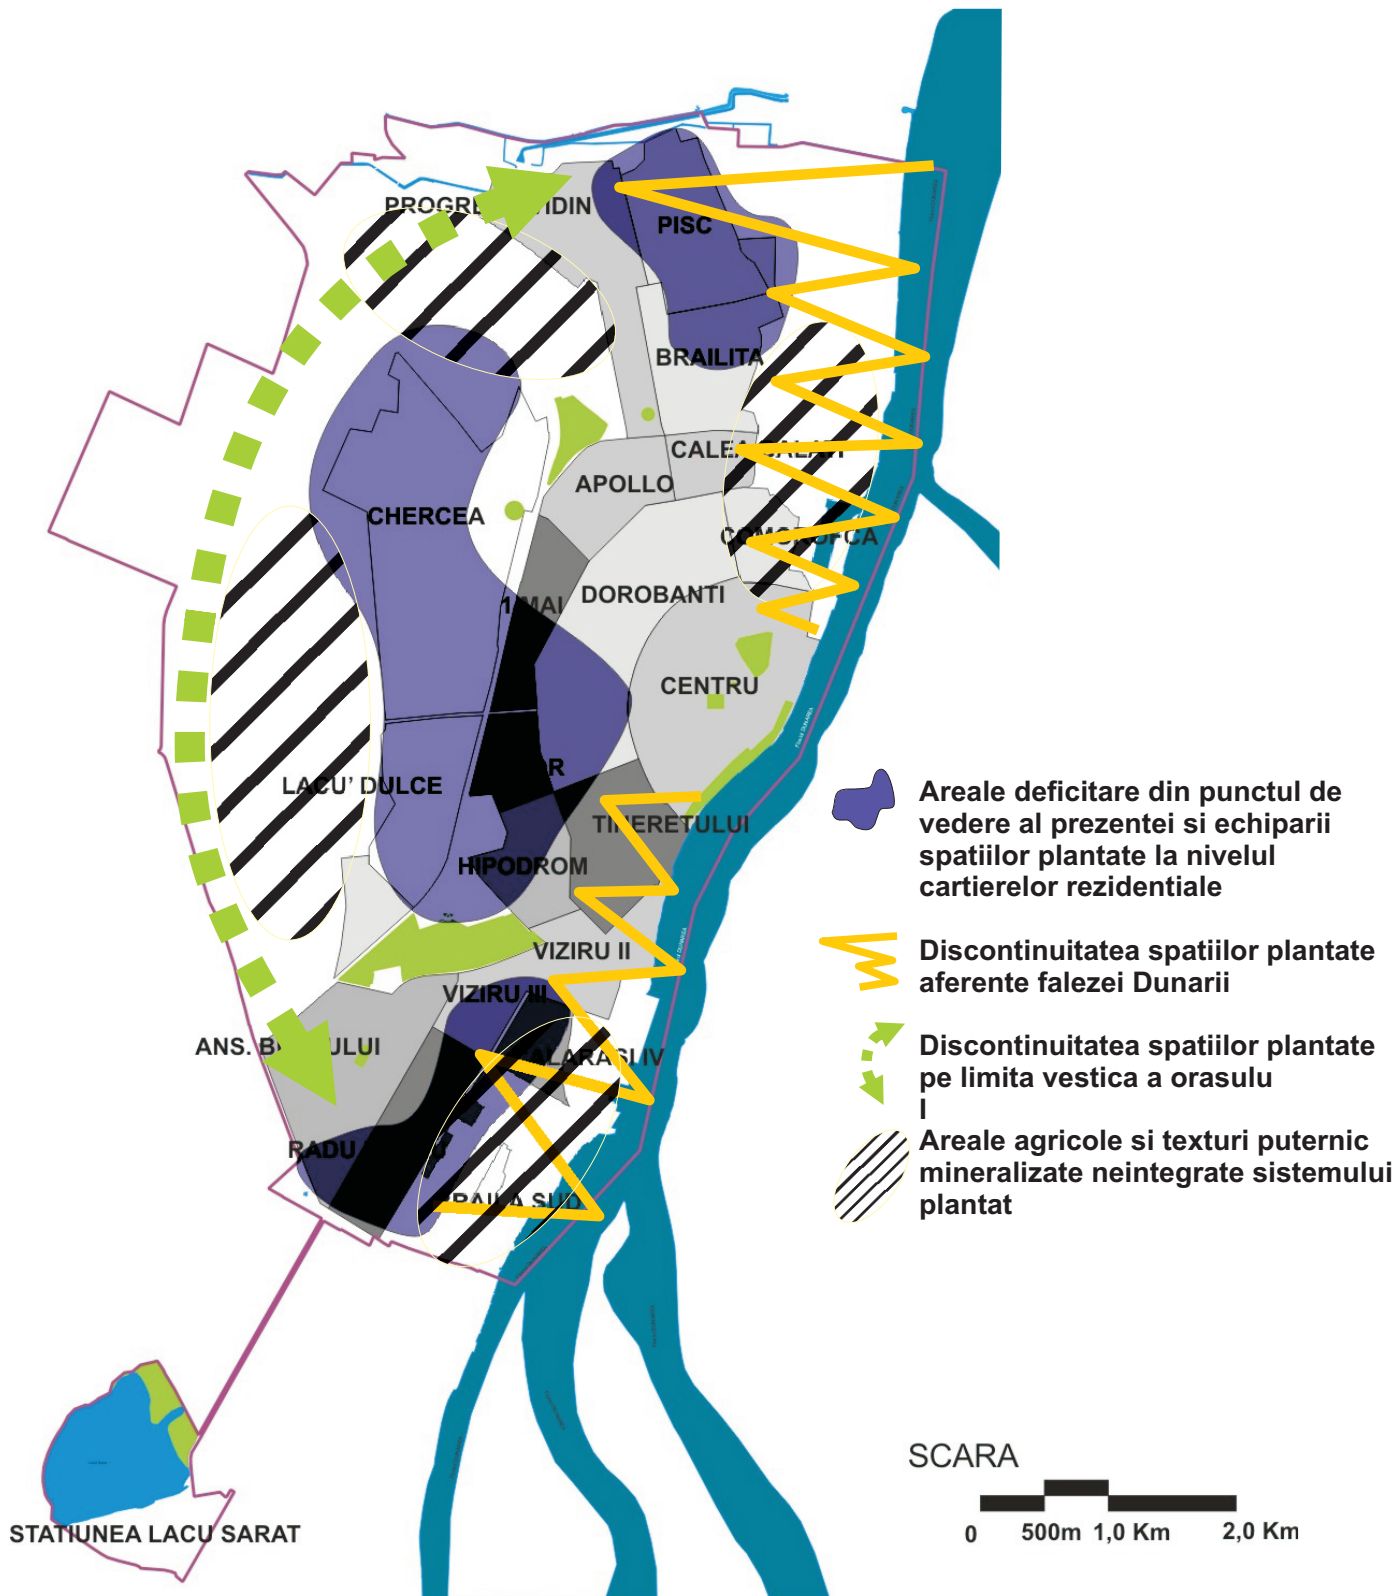 PISC
BRAILITA
APOLLO
CHERCEA
DOROBANTI
CENTRU
LACU' DULCE
TINERETULUI
HIPODROM
VIZIRU II
VIZIRU III
STATIUNEA LACU SARAT
Areale deficitare din punctul de
vedere al prezentei si echiparii
spatiilor plantate la nivelul
cartierelor rezidentiale
Discontinuitatea spatiilor plantate
aferente falezei Dunarii
Discontinuitatea spatiilor plantate
pe limita vestica a orasulu
I
Areale agricole si texturi puternic
mineralizate neintegrate sistemului
plantat
SCARA
0 500m 1,0 Km 2,0 Km